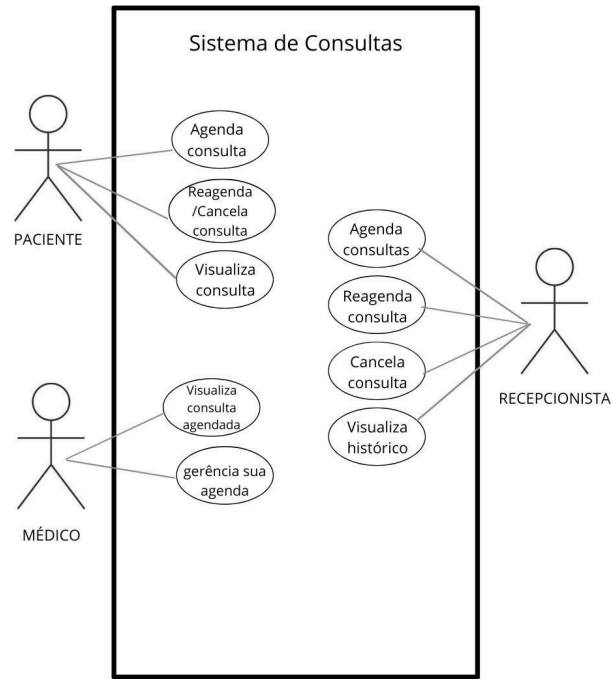 Sistema de Consultas
Agenda
consulta
Reagenda
/Cancela
consulta
Visualiza
consulta
PACIENTE
Agenda
consultas
Reagenda
consulta
Cancela
consulta
Visualiza
histórico
RECEPCIONISTA
Visualiza
consulta
agendada
gerência sua
agenda
MÉDICO